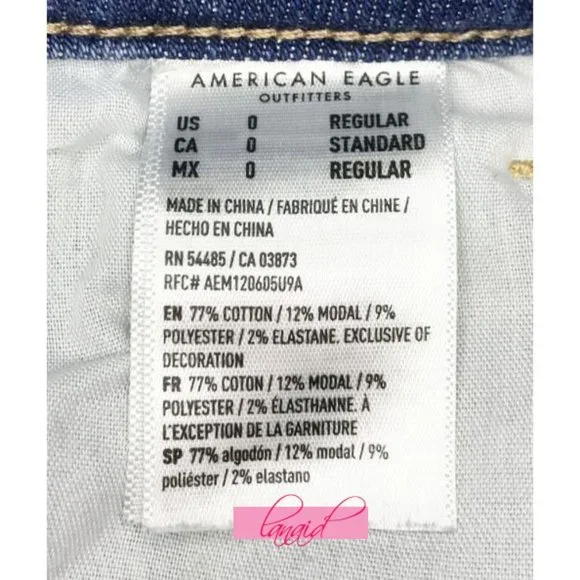 AMERICAN EAGLE
OUTFITTERS
US 0 REGULAR
CA 0 STANDARD
MX 0 REGULAR
MADE IN CHINA / FABRIQUÉ EN CHINE /
HECHO EN CHINA
RN 54485 / CA 03873
RFC# AEM120605U9A
EN 77% COTTON / 12% MODAL / 9%
POLYESTER / 2% ELASTANE. EXCLUSIVE OF
DECORATION
FR 77% COTON / 12% MODAL / 9%
POLYESTER / 2% ÉLASTHANNE. À
L'EXCEPTION DE LA GARNITURE
SP 77% algodón / 12% modal / 9%
poliéster / 2% elastano
lanaid